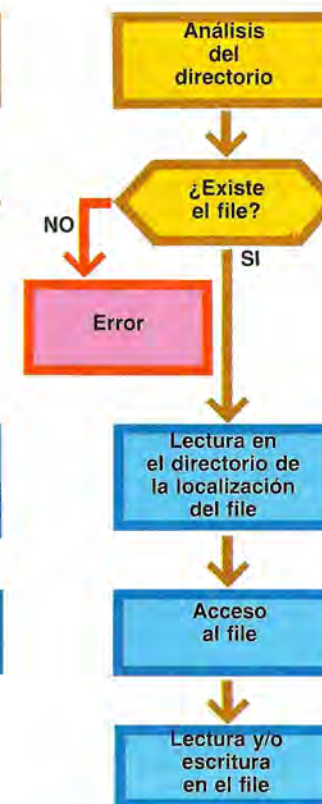 Análisis
del
directorio
¿Existe
el file?
NO
SI
Error
Lectura en
el directorio de
la localización
del file
Acceso
al file
Lectura y/o
escritura
en el file